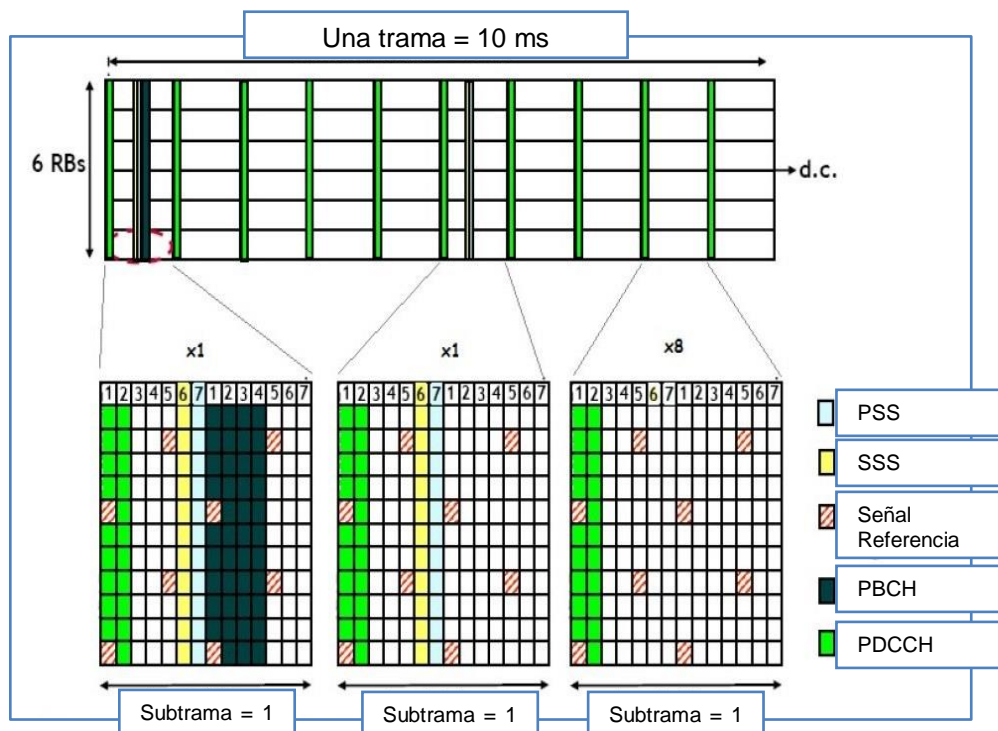 Una trama = 10 ms
6 RBs
d.c.
x1
x1
x8
1 2 3 4 5 6 7 1 2 3 4 5 6 7
1 2 3 4 5 6 7 1 2 3 4 5 6 7
1 2 3 4 5 6 7 1 2 3 4 5 6 7
PSS
SSS
Señal
Referencia
PBCH
PDCCH
Subtrama = 1
Subtrama = 1
Subtrama = 1